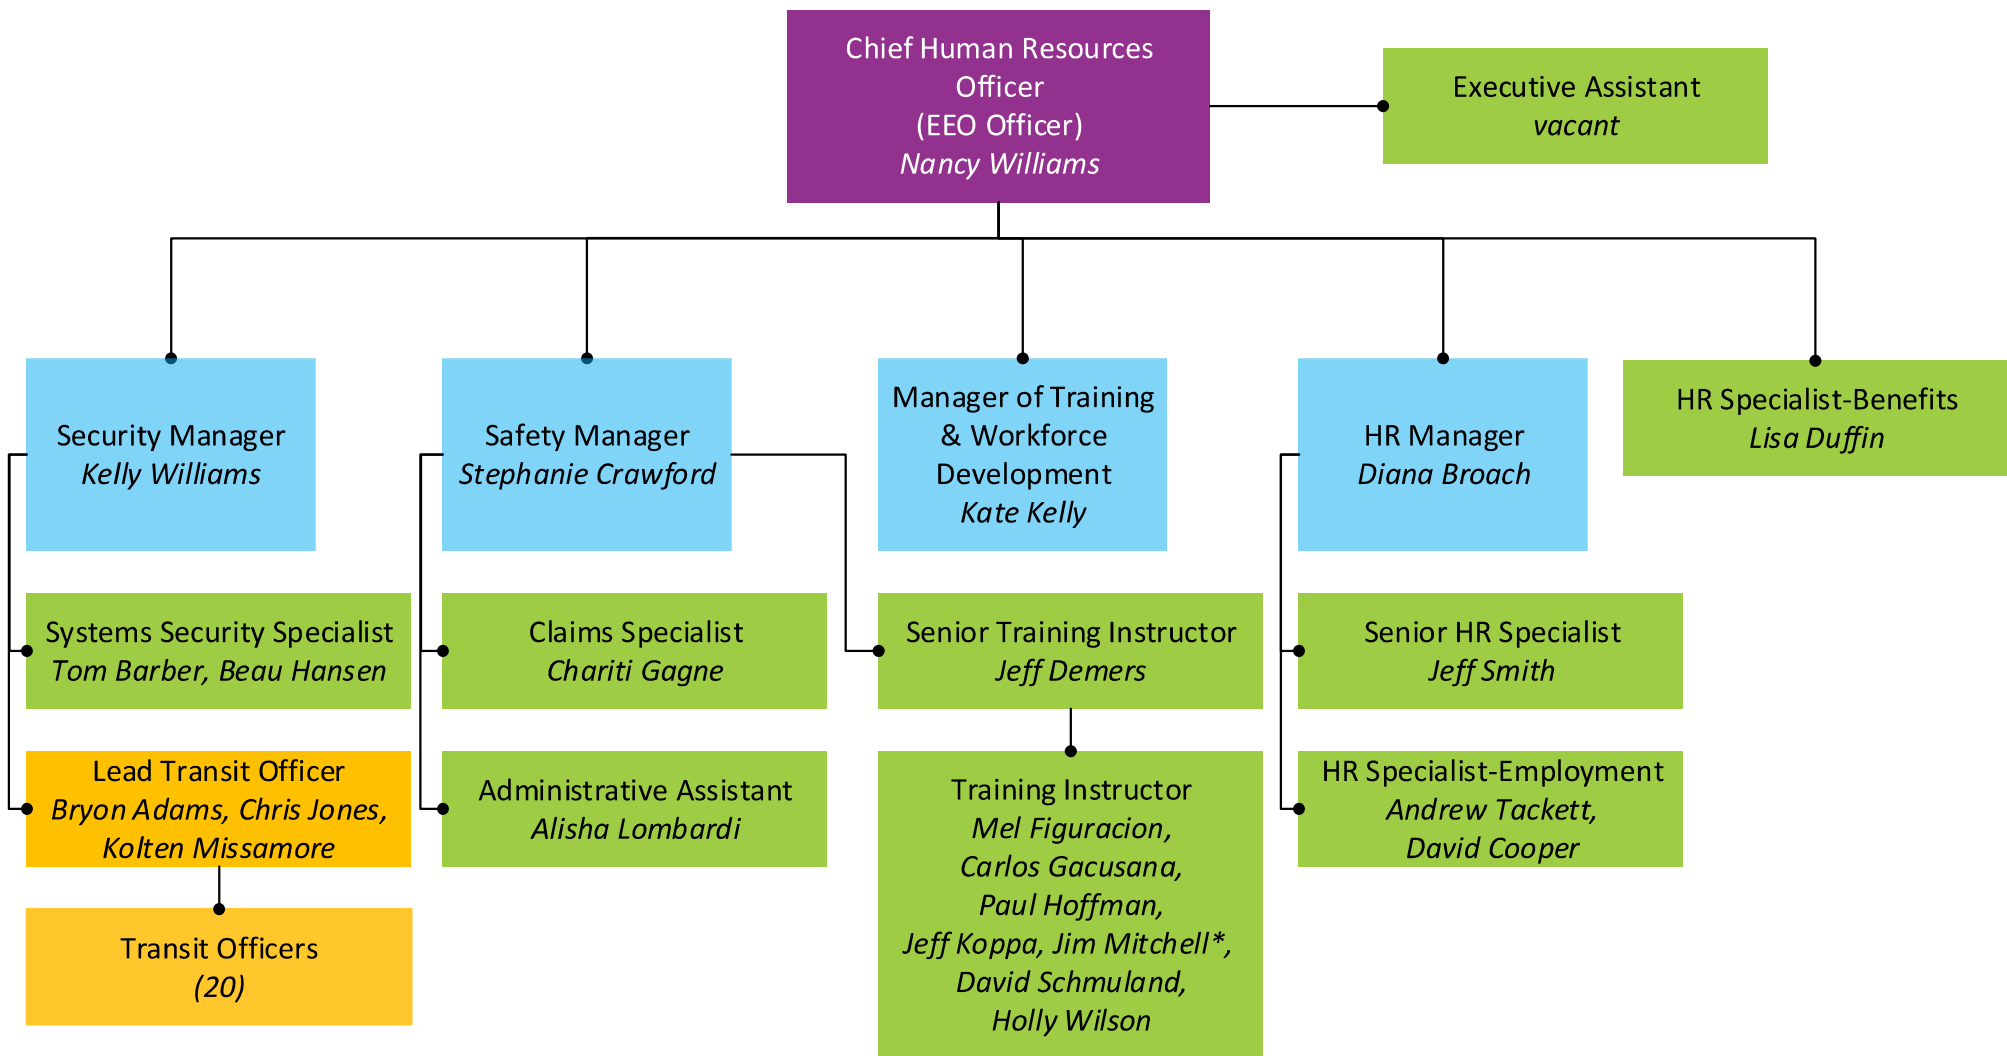 Chief Human Resources
Officer
(EEO Officer)
Nancy Williams
Executive Assistant
vacant
Security Manager
Kelly Williams
Safety Manager
Stephanie Crawford
Manager of Training
& Workforce
Development
Kate Kelly
HR Manager
Diana Broach
HR Specialist-Benefits
Lisa Duffin
Systems Security Specialist
Tom Barber, Beau Hansen
Claims Specialist
Chariti Gagne
Senior Training Instructor
Jeff Demers
Senior HR Specialist
Jeff Smith
Lead Transit Officer
Bryon Adams, Chris Jones,
Kolten Missamore
Administrative Assistant
Alisha Lombardi
Training Instructor
Mel Figuracion,
Carlos Gacusana,
Paul Hoffman,
Jeff Koppa, Jim Mitchell*,
David Schmuland,
Holly Wilson
HR Specialist-Employment
Andrew Tackett,
David Cooper
Transit Officers
(20)